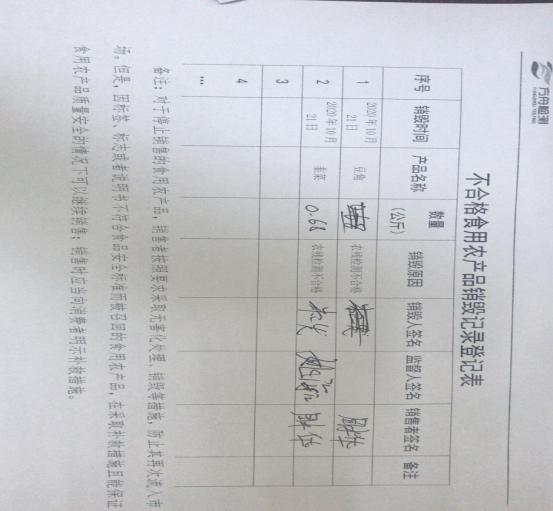 方舟检测
不合格食用农产品销毁记录登记表
序号 销毁时间 产品名称 数量（公斤） 销毁原因 销毁人签名 监督人签名 销售者签名 备注
1 2020年10月21日 豆角 农残检测不合格
2 2020年10月21日 韭菜 0.68 农残检测不合格
3
4
...
备注：对于停止销售的食用农产品，销售者按照要求采取无害化处理、销毁等措施，防止其再次流入市
场。但是，因标签、标志或者说明书不符合食品安全标准而被召回的食用农产品，在采取补救措施且能保证
食用农产品质量安全的情况下可以继续销售；销售时应当向消费者明示补救措施。